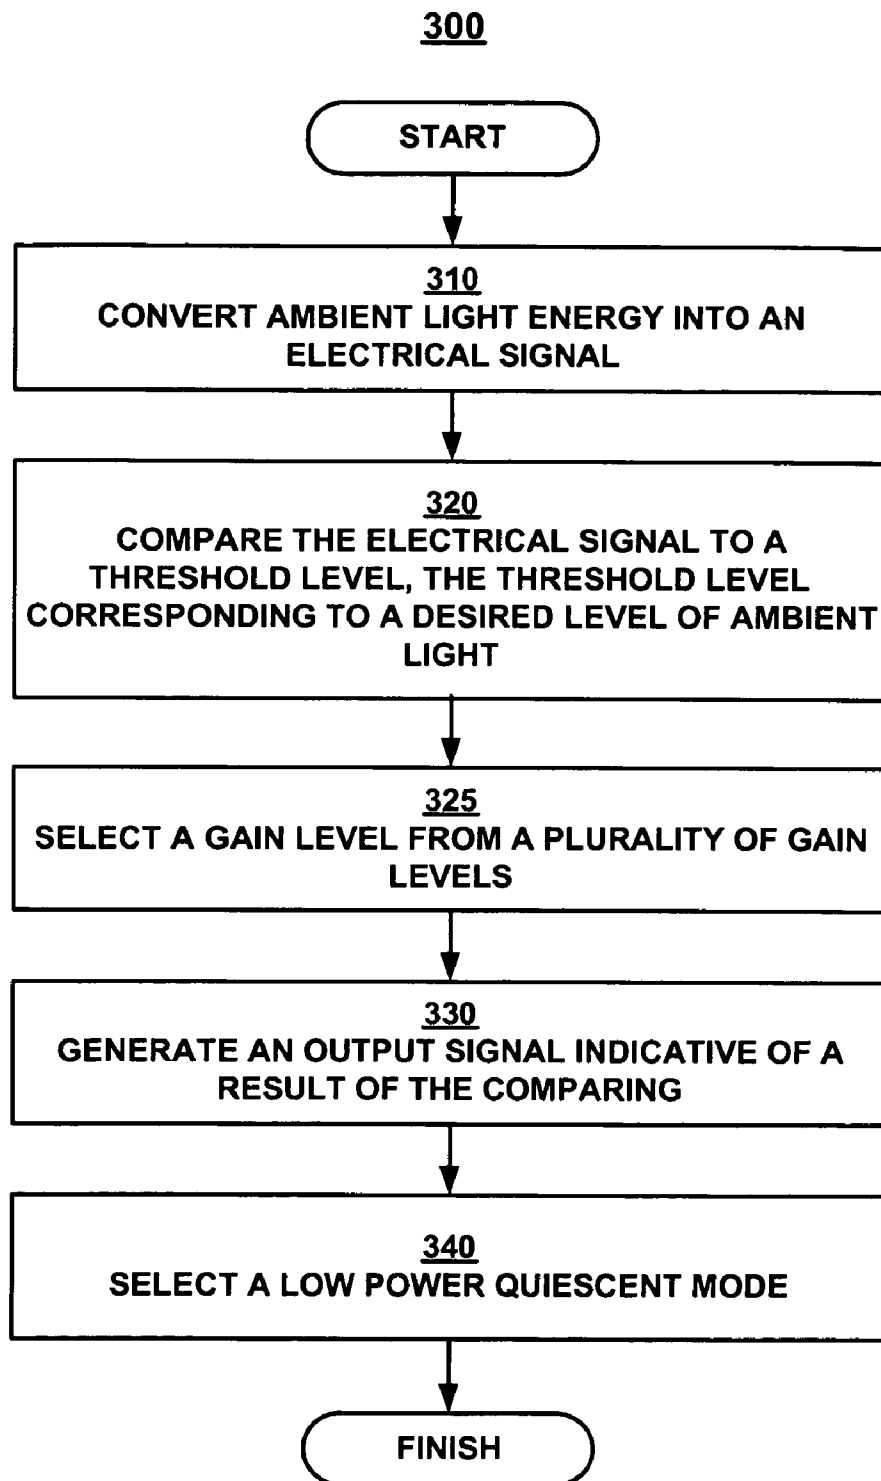 300
START
310
CONVERT AMBIENT LIGHT ENERGY INTO AN
ELECTRICAL SIGNAL
320
COMPARE THE ELECTRICAL SIGNAL TO A
THRESHOLD LEVEL, THE THRESHOLD LEVEL
CORRESPONDING TO A DESIRED LEVEL OF AMBIENT
LIGHT
325
SELECT A GAIN LEVEL FROM A PLURALITY OF GAIN
LEVELS
330
GENERATE AN OUTPUT SIGNAL INDICATIVE OF A
RESULT OF THE COMPARING
340
SELECT A LOW POWER QUIESCENT MODE
FINISH